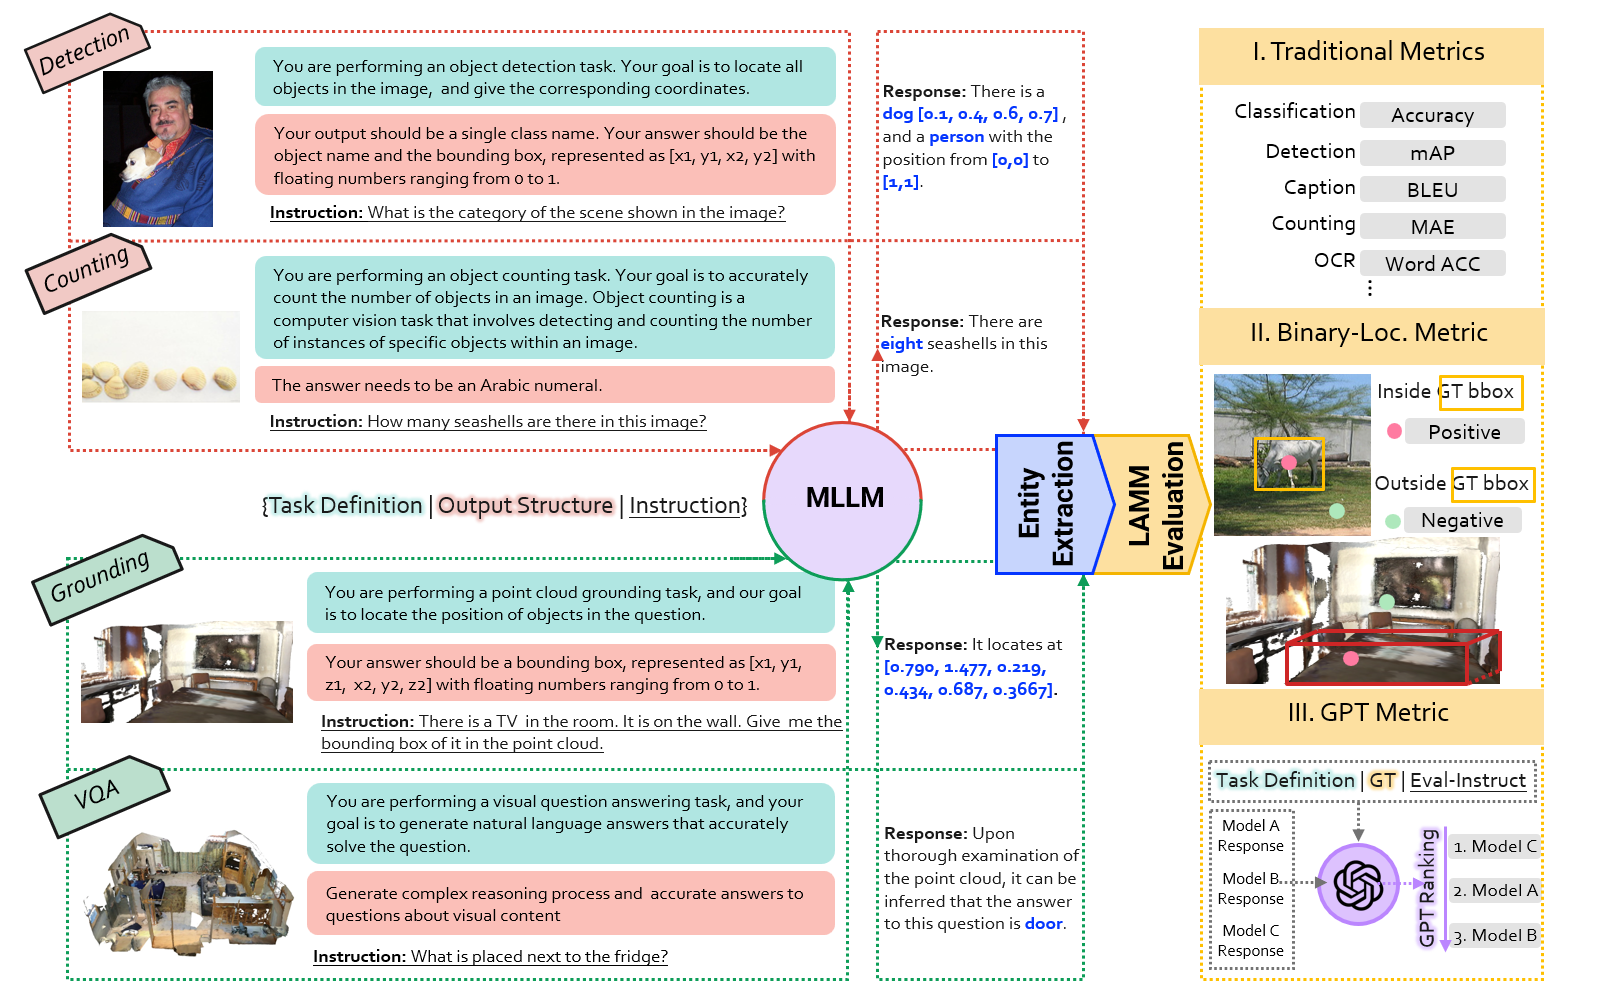 Detection
You are performing an object detection task. Your goal is to locate all
objects in the image, and give the corresponding coordinates.
Your output should be a single class name. Your answer should be the
object name and the bounding box, represented as [x1, y1, x2, y2] with
floating numbers ranging from 0 to 1.
Instruction: What is the category of the scene shown in the image?
Response: There is a
dog [0.1, 0.4, 0.6, 0.7] ,
and a person with the
position from [0,0] to
[1,1].
Counting
You are performing an object counting task. Your goal is to accurately
count the number of objects in an image. Object counting is a
computer vision task that involves detecting and counting the number
of instances of specific objects within an image.
The answer needs to be an Arabic numeral.
Instruction: How many seashells are there in this image?
Response: There are
eight seashells in this
image.
{Task Definition | Output Structure | Instruction}
MLLM
Entity
Extraction
LAMM
Evaluation
Grounding
You are performing a point cloud grounding task, and our goal
is to locate the position of objects in the question.
Your answer should be a bounding box, represented as [x1, y1,
z1, x2, y2, z2] with floating numbers ranging from 0 to 1.
Instruction: There is a TV in the room. It is on the wall. Give me the
bounding box of it in the point cloud.
Response: It locates at
[0.790, 1.477, 0.219,
0.434, 0.687, 0.3667].
VQA
You are performing a visual question answering task, and your
goal is to generate natural language answers that accurately
solve the question.
Generate complex reasoning process and accurate answers to
questions about visual content
Instruction: What is placed next to the fridge?
Response: Upon
thorough examination of
the point cloud, it can be
inferred that the answer
to this question is door.
I. Traditional Metrics
Classification Accuracy
Detection mAP
Caption BLEU
Counting MAE
OCR Word ACC
⋮
II. Binary-Loc. Metric
Inside GT bbox
Positive
Outside GT bbox
Negative
III. GPT Metric
Task Definition | GT | Eval-Instruct
Model A
Response
Model B
Response
Model C
Response
GPT Ranking
1. Model C
2. Model A
3. Model B